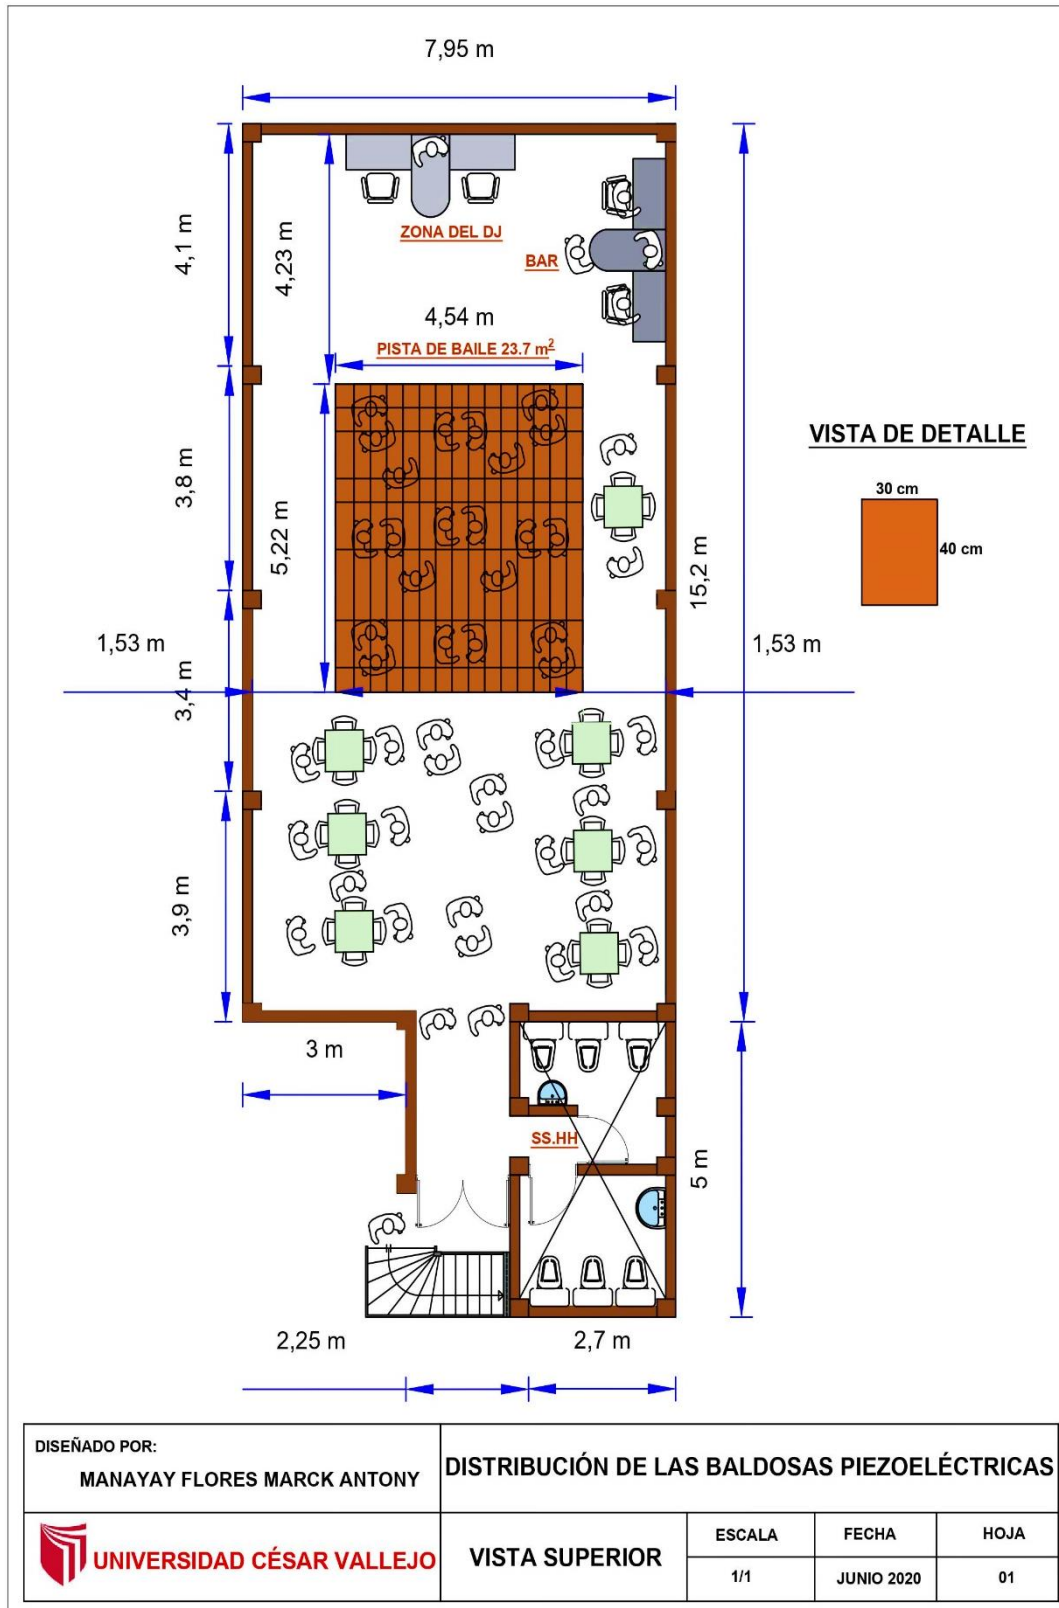 7,95 m
4,1 m
4,23 m
ZONA DEL DJ
BAR
4,54 m
PISTA DE BAILE 23.7 m²
3,8 m
5,22 m
15,2 m
VISTA DE DETALLE
30 cm
40 cm
1,53 m
1,53 m
3,4 m
3,9 m
3 m
SS.HH
5 m
2,25 m
2,7 m
DISEÑADO POR:
MANAYAY FLORES MARCK ANTONY
DISTRIBUCIÓN DE LAS BALDOSAS PIEZOELÉCTRICAS
UNIVERSIDAD CÉSAR VALLEJO
VISTA SUPERIOR
ESCALA
FECHA
HOJA
1/1
JUNIO 2020
01